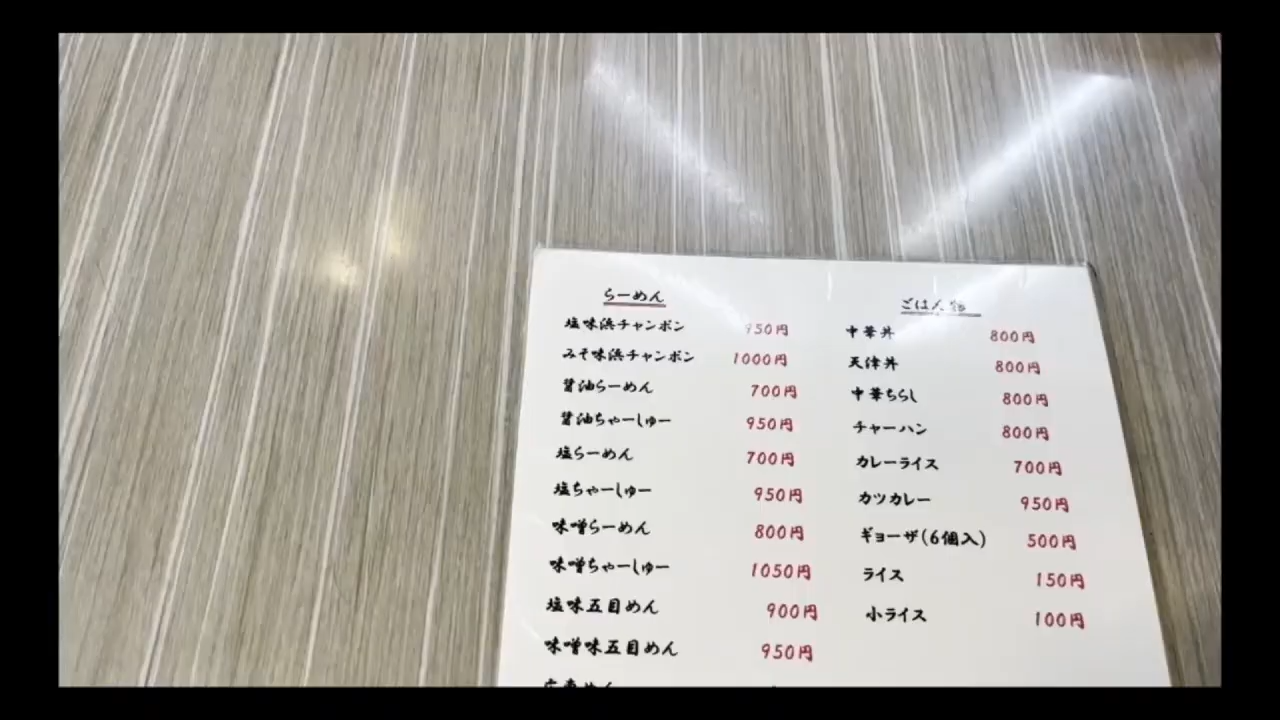 らーめん
塩味浜チャンポン 950円
みそ味浜チャンポン 1000円
醤油らーめん 700円
醤油ちゃーしゅー 950円
塩らーめん 700円
塩ちゃーしゅー 950円
味噌らーめん 800円
味噌ちゃーしゅー 1050円
塩味五目めん 900円
味噌味五目めん 950円
ごはん物
中華丼 800円
天津丼 800円
中華ちらし 800円
チャーハン 800円
カレーライス 700円
カツカレー 950円
ギョーザ(6個入) 500円
ライス 150円
小ライス 100円